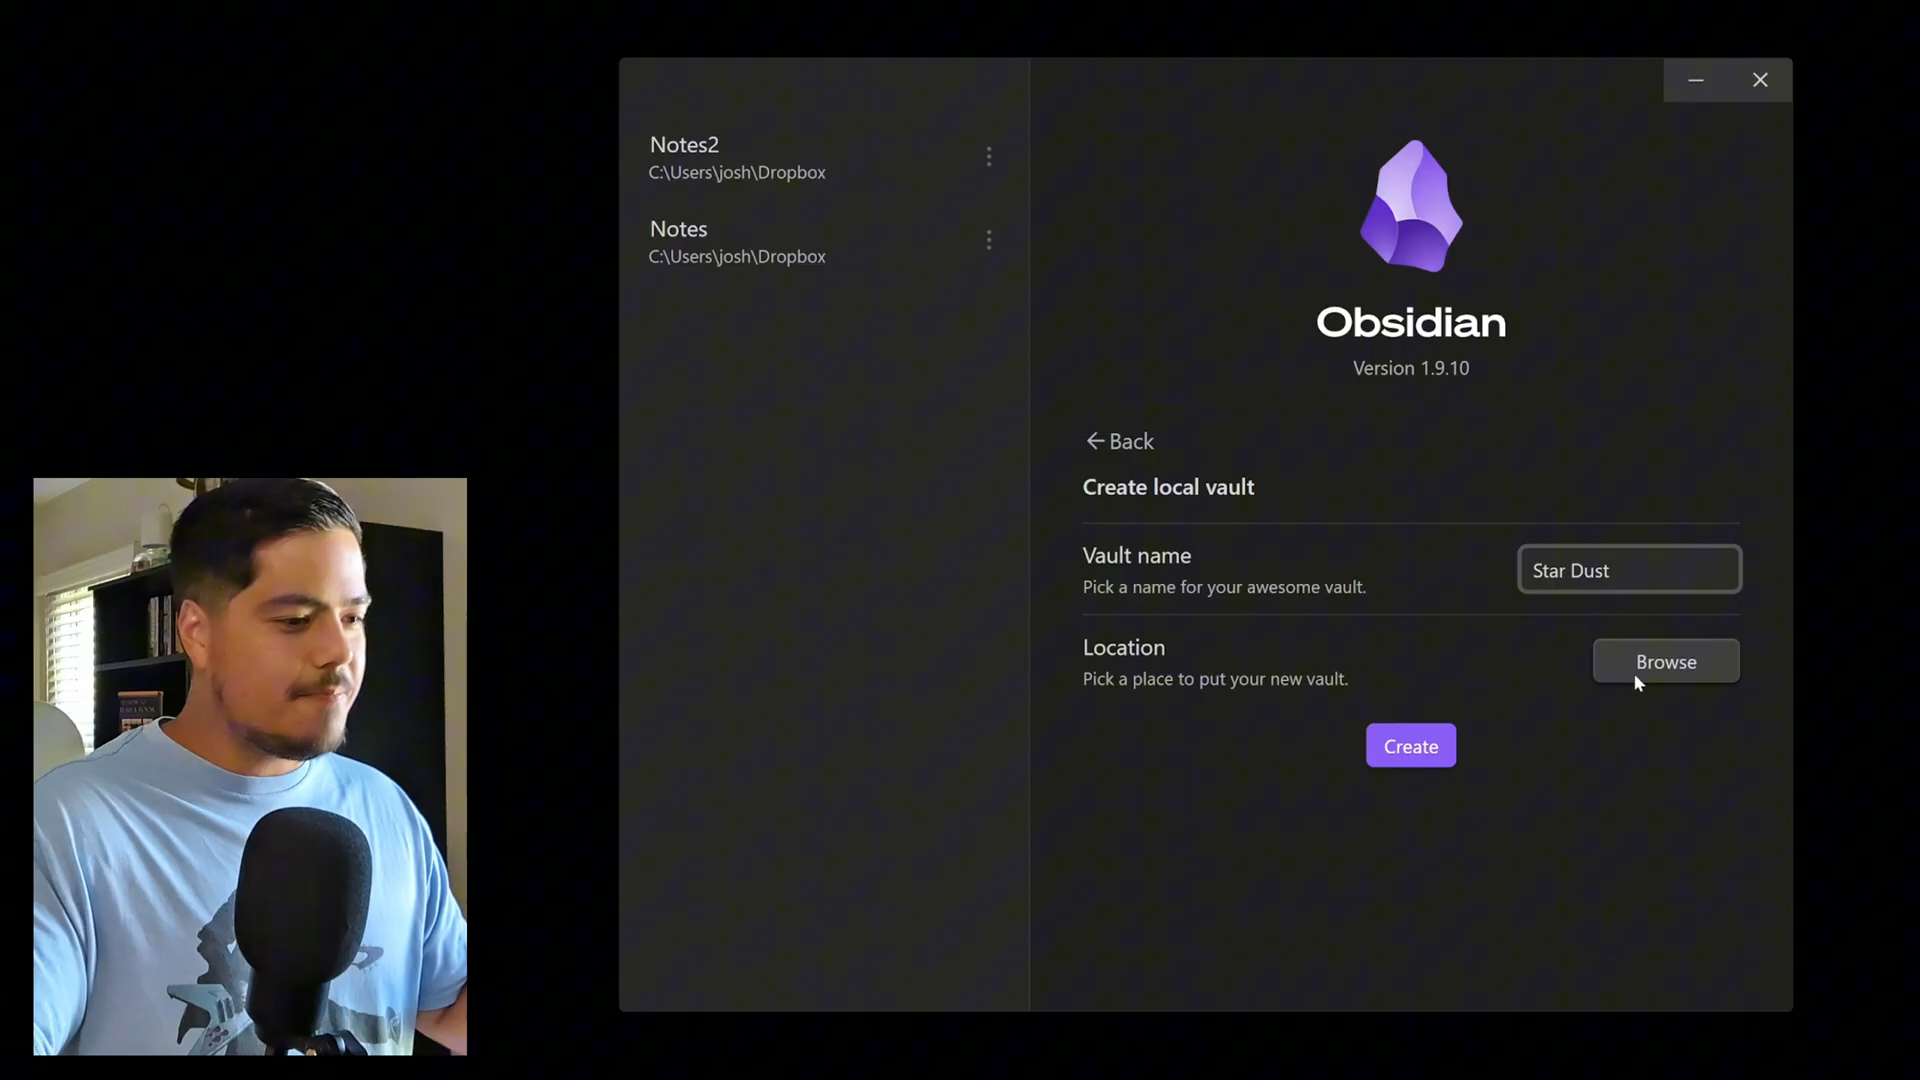 Notes2
C:\Users\josh\Dropbox
Notes
C:\Users\josh\Dropbox
Obsidian
Version 1.9.10
Back
Create local vault
Vault name
Pick a name for your awesome vault.
Star Dust
Location
Pick a place to put your new vault.
Browse
Create